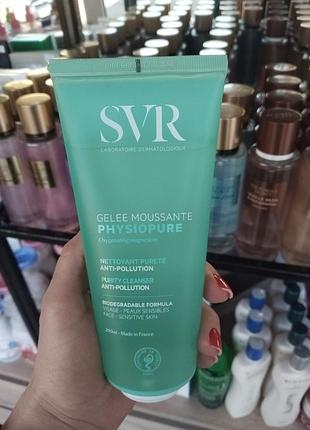 SVR
LABORATOIRE DERMATOLOGIQUE
GELEE MOUSSANTE
PHYSIOPURE
NETTOYANT PURETÉ
ANTI-POLLUTION
PURITY CLEANSER
ANTI-POLLUTION
BIODEGRADABLE FORMULA
VISAGE - PEAUX SENSIBLES
FACE - SENSITIVE SKIN
200ml - Made in France